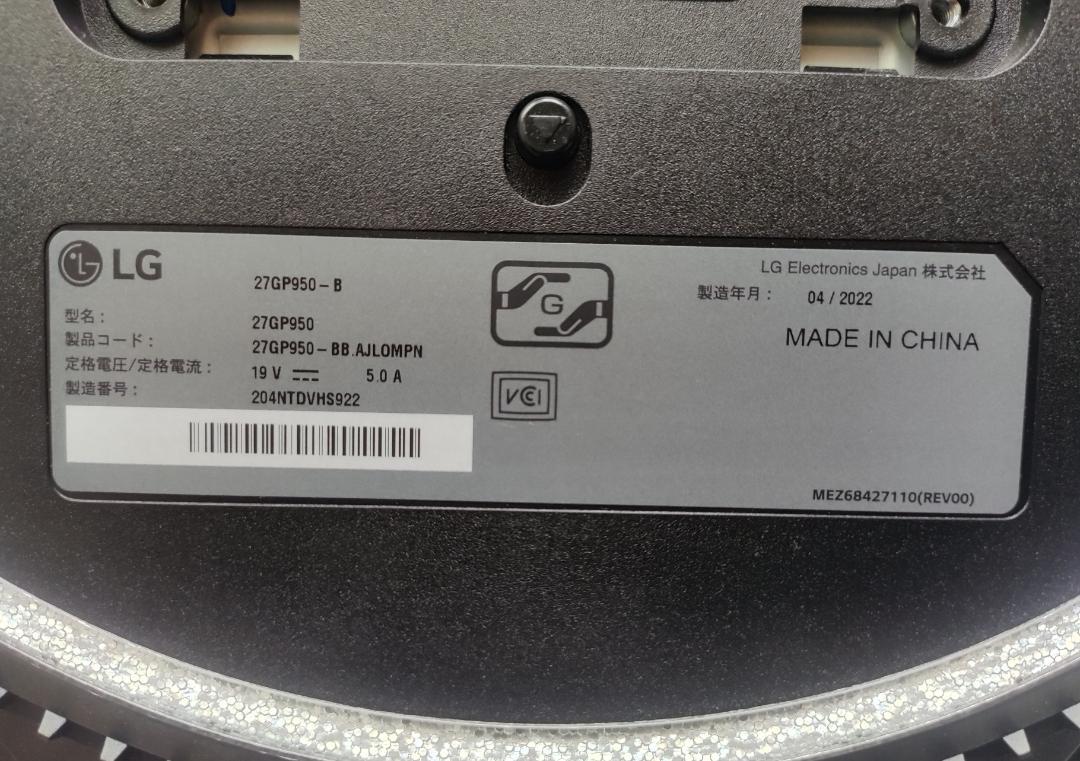 LG
27GP950-B
型名: 27GP950
製品コード: 27GP950-BB.AJLOMPN
定格電圧/定格電流: 19 V ⎓ 5.0 A
製造番号: 204NTDVHS922
G
VCCI
LG Electronics Japan 株式会社
製造年月: 04 / 2022
MADE IN CHINA
MEZ68427110(REV00)